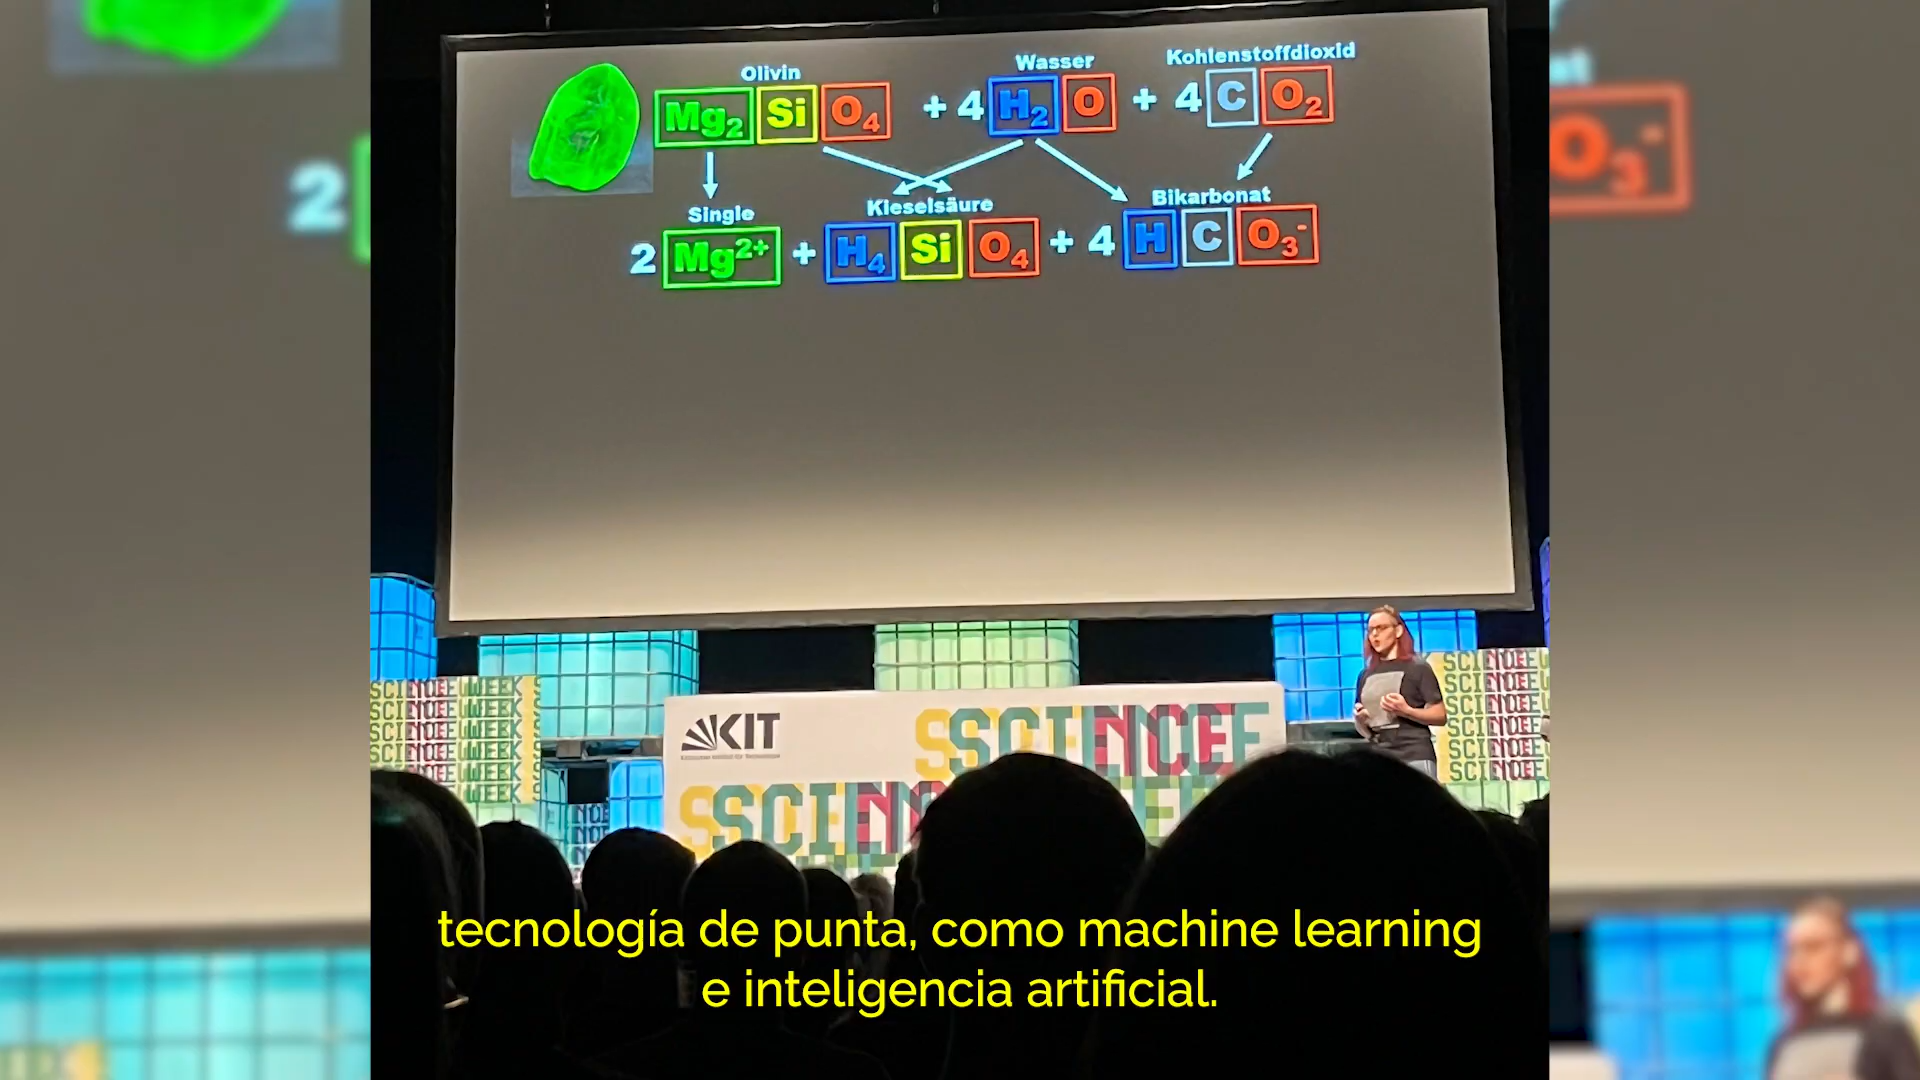 Olivin
Wasser
Kohlenstoffdioxid
Mg2 Si O4 + 4 H2 O + 4 C O2
Single
Kieselsäure
Bikarbonat
2 Mg2+ + H4 Si O4 + 4 H C O3-
KIT
SCIENCE
SCIENCE
WEEK
tecnología de punta, como machine learning
e inteligencia artificial.